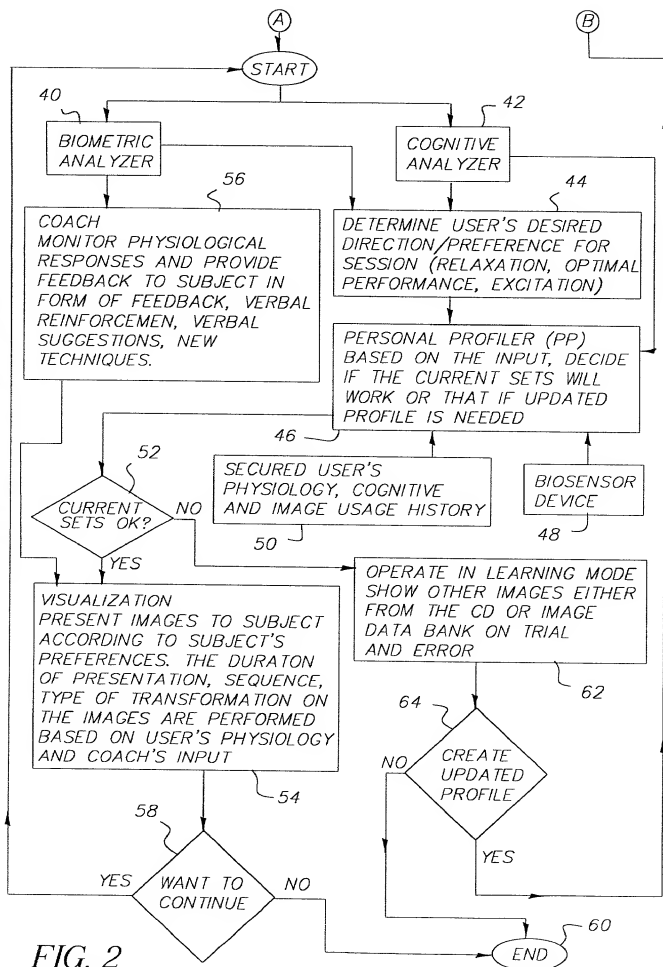 A
B
START
40
BIOMETRIC
ANALYZER
42
COGNITIVE
ANALYZER
56
COACH
MONITOR PHYSIOLOGICAL
RESPONSES AND PROVIDE
FEEDBACK TO SUBJECT IN
FORM OF FEEDBACK, VERBAL
REINFORCEMEN, VERBAL
SUGGESTIONS, NEW
TECHNIQUES.
44
DETERMINE USER'S DESIRED
DIRECTION/PREFERENCE FOR
SESSION (RELAXATION, OPTIMAL
PERFORMANCE, EXCITATION)
PERSONAL PROFILER (PP)
BASED ON THE INPUT, DECIDE
IF THE CURRENT SETS WILL
WORK OR THAT IF UPDATED
PROFILE IS NEEDED
46
52
CURRENT
SETS OK?
NO
YES
SECURED USER'S
PHYSIOLOGY, COGNITIVE
AND IMAGE USAGE HISTORY
50
BIOSENSOR
DEVICE
48
VISUALIZATION
PRESENT IMAGES TO SUBJECT
ACCORDING TO SUBJECT'S
PREFERENCES. THE DURATON
OF PRESENTATION, SEQUENCE,
TYPE OF TRANSFORMATION ON
THE IMAGES ARE PERFORMED
BASED ON USER'S PHYSIOLOGY
AND COACH'S INPUT
54
OPERATE IN LEARNING MODE
SHOW OTHER IMAGES EITHER
FROM THE CD OR IMAGE
DATA BANK ON TRIAL
AND ERROR
62
64
CREATE
UPDATED
PROFILE
NO
YES
58
WANT TO
CONTINUE
YES
NO
END
60
FIG. 2